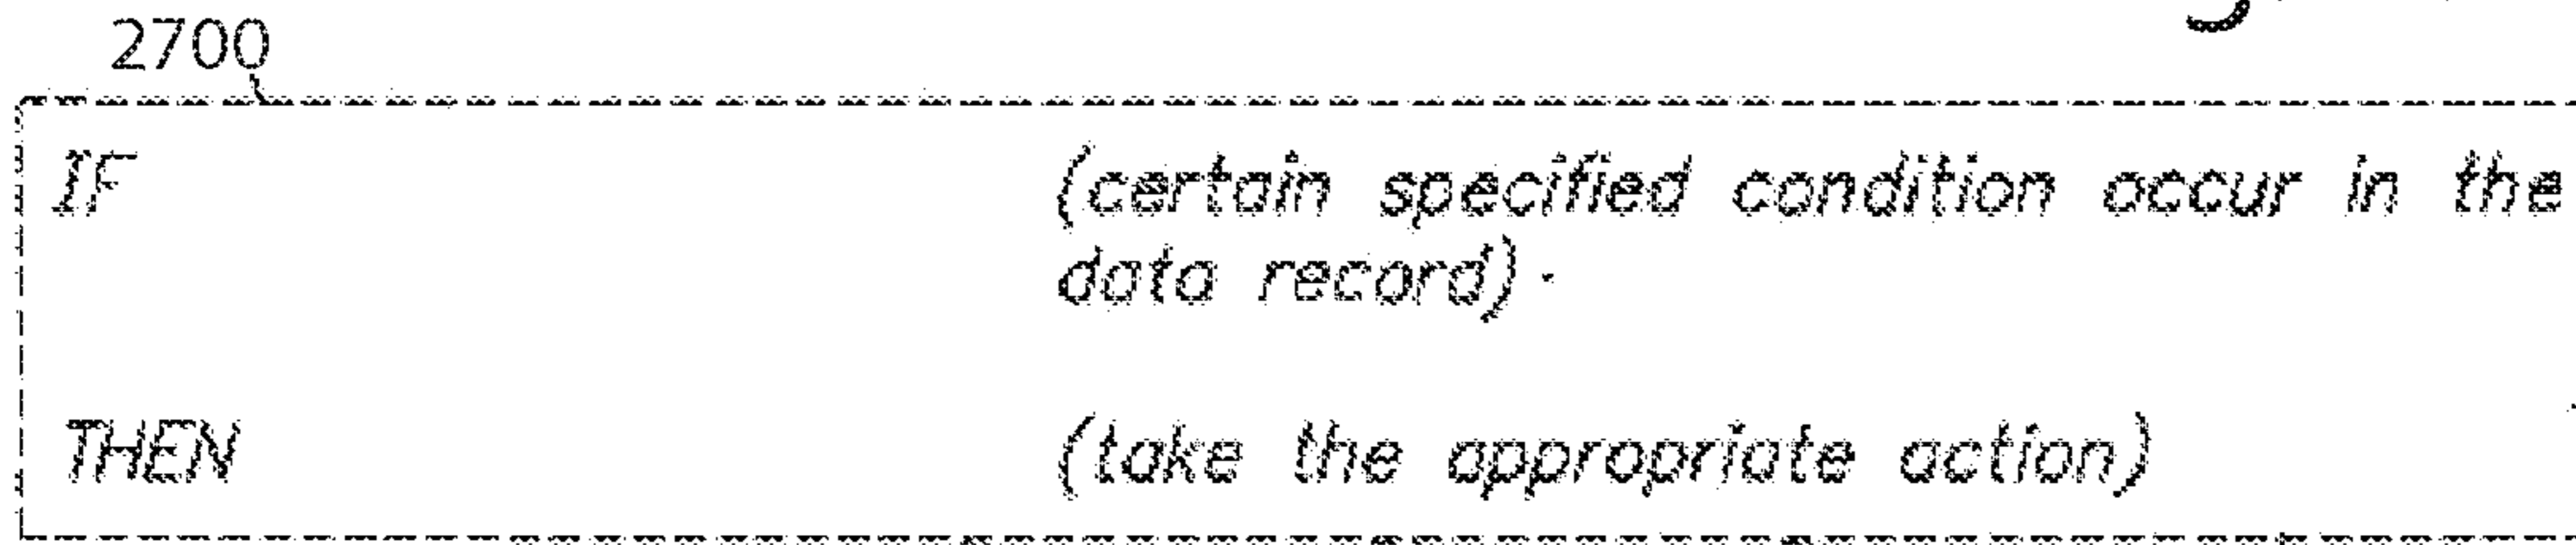 2700
IF (certain specified condition occur in the
data record)
THEN (take the appropriate action)